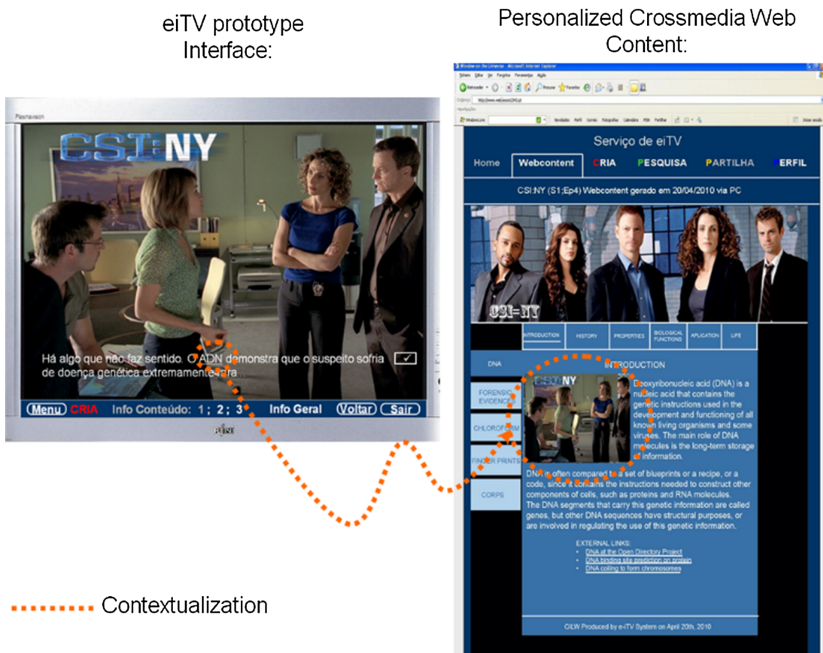 eiTV prototype
Interface:
Personalized Crossmedia Web
Content:
CSI:NY
Há algo que não faz sentido. O ADN demonstra que o suspeito sofria
de doença genética extremamente rara...
Menu CRIA Info Conteúdo: 1 ; 2 ; 3 Info Geral Voltar Sair
Serviço de eiTV
Home Webcontent CRIA PESQUISA PARTILHA PERFIL
CSI:NY (S1;Ep4) Webcontent gerado em 20/04/2010 via PC
CSI:NY
INTRODUCTION HISTORY PROPERTIES BIOLOGICAL FUNCTIONS APLICATION LIFE
DNA
FORENSIC
EVIDENCES
CHLOROFORM
FINGER PRINTS
CORPS
INTRODUCTION
NY
Deoxyribonucleic acid (DNA) is a
nucleic acid that contains the
genetic instructions used in the
development and functioning of all
known living organisms and some
viruses. The main role of DNA
molecules is the long-term storage
of information.
DNA is often compared to a set of blueprints or a recipe, or a
code, since it contains the instructions needed to construct other
components of cells, such as proteins and RNA molecules.
The DNA segments that carry this genetic information are called
genes, but other DNA sequences have structural purposes, or
are involved in regulating the use of this genetic information.
EXTERNAL LINKS:
DNA at the Open Directory Project
DNA binding site prediction on protein
DNA coiling to form chromosomes
CILW Produced by e-iTV System on April 20th, 2010
Contextualization